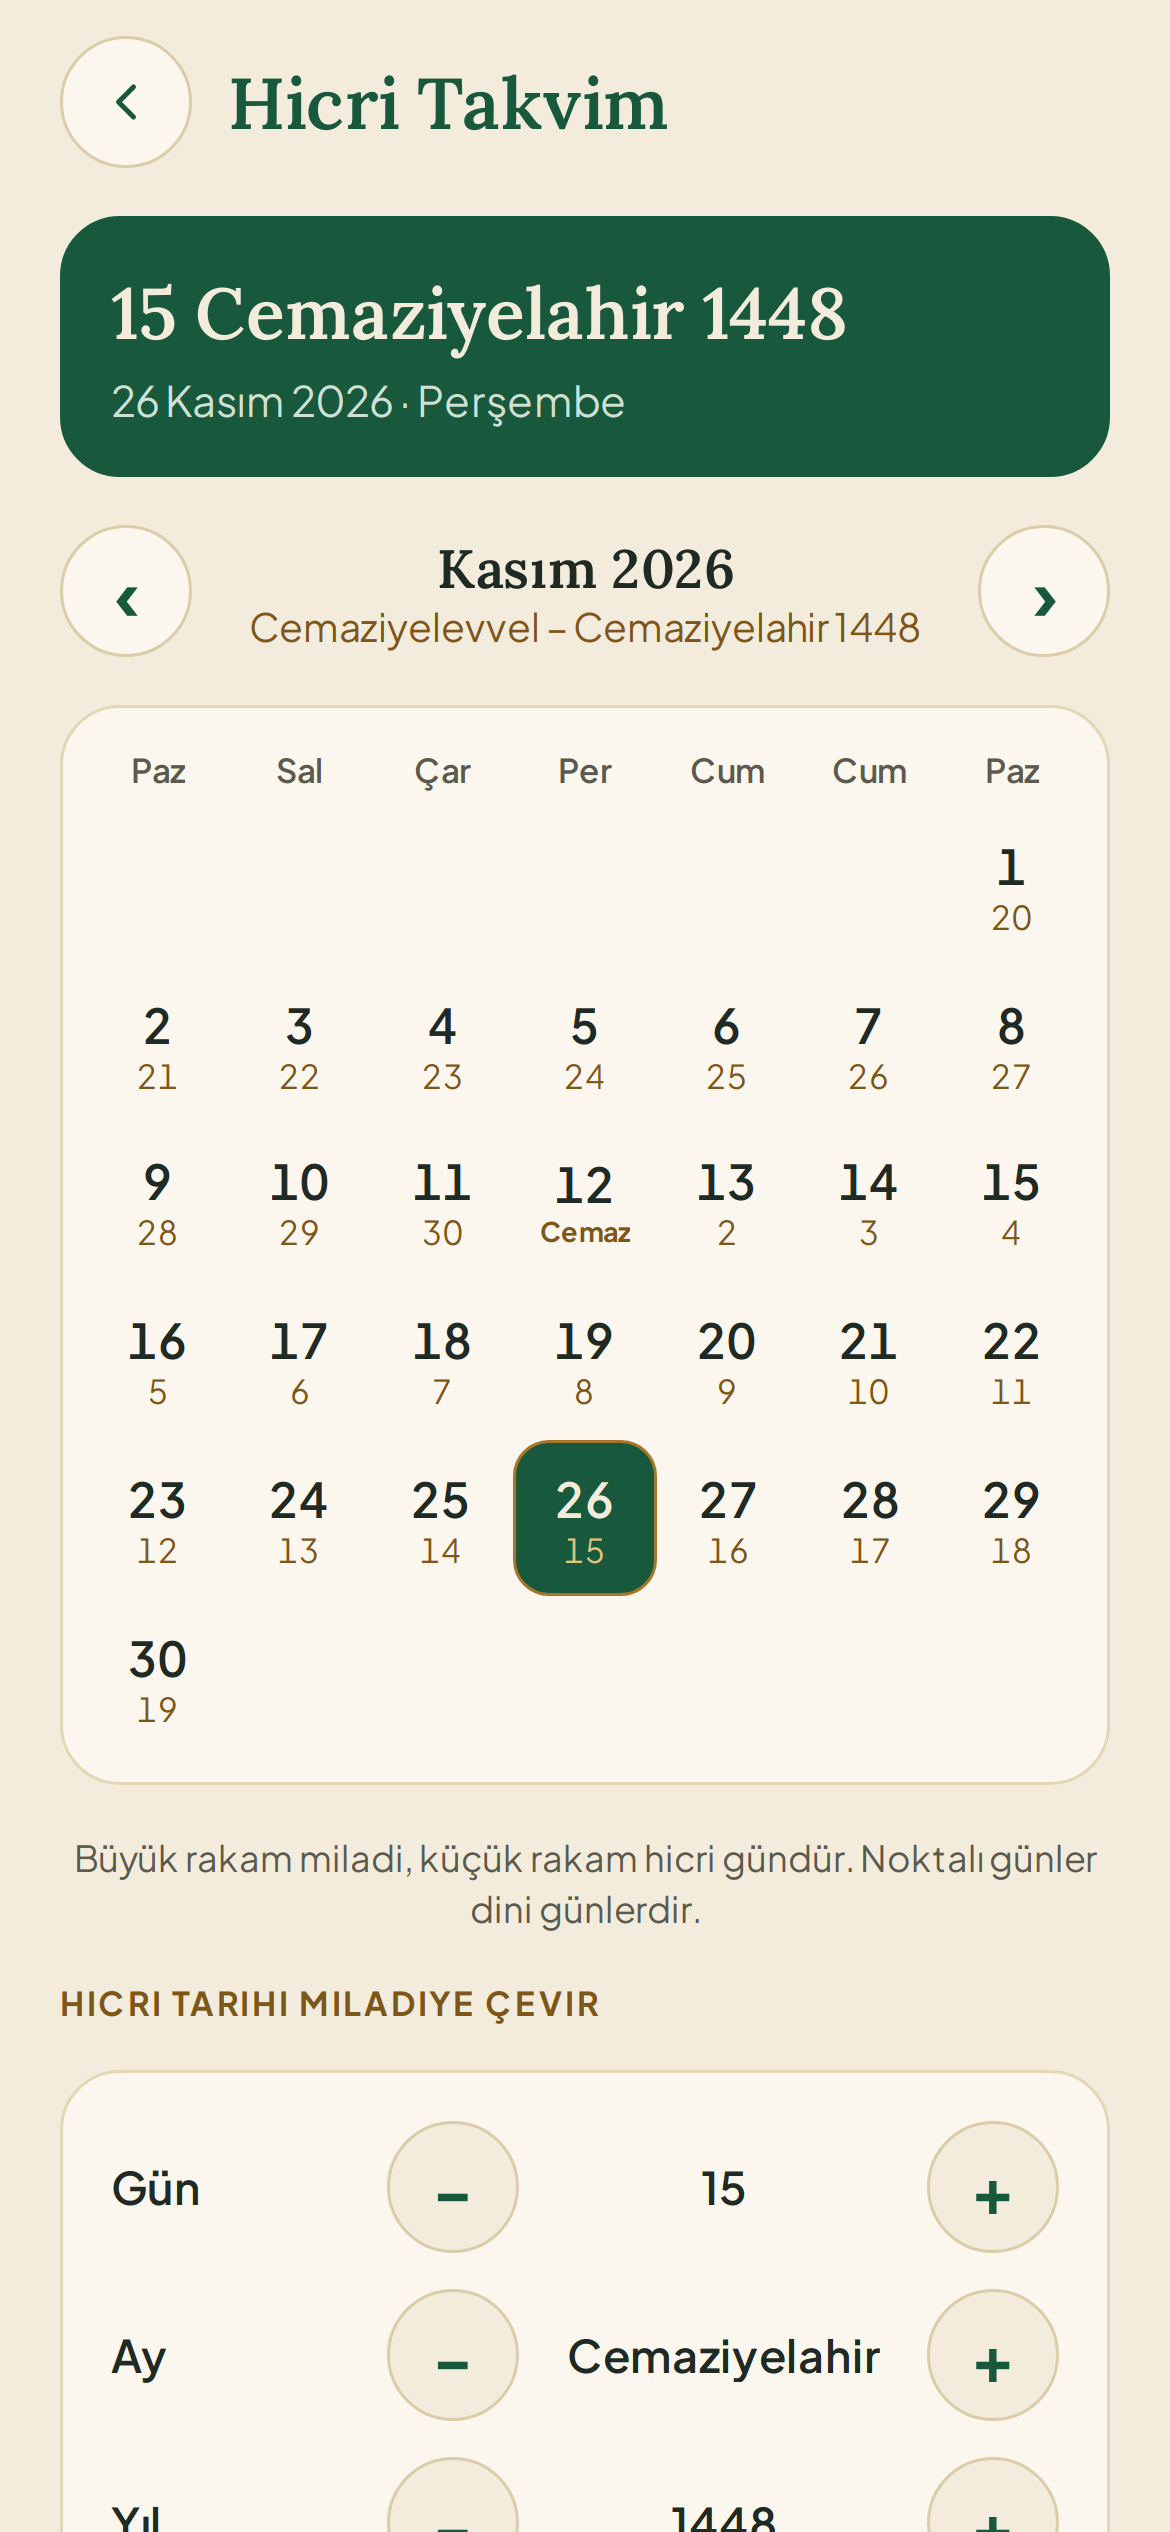 Hicri Takvim
15 Cemaziyelahir 1448
26 Kasım 2026 · Perşembe
‹ Kasım 2026 ›
Cemaziyelevvel – Cemaziyelahir 1448
Paz Sal Çar Per Cum Cum Paz
1
20
2 3 4 5 6 7 8
21 22 23 24 25 26 27
9 10 11 12 13 14 15
28 29 30 Cemaz 2 3 4
16 17 18 19 20 21 22
5 6 7 8 9 10 11
23 24 25 26 27 28 29
12 13 14 15 16 17 18
30
19
Büyük rakam miladi, küçük rakam hicri gündür. Noktalı günler
dini günlerdir.
HICRI TARIHI MILADIYE ÇEVIR
Gün – 15 +
Ay – Cemaziyelahir +
Yıl – 1448 +